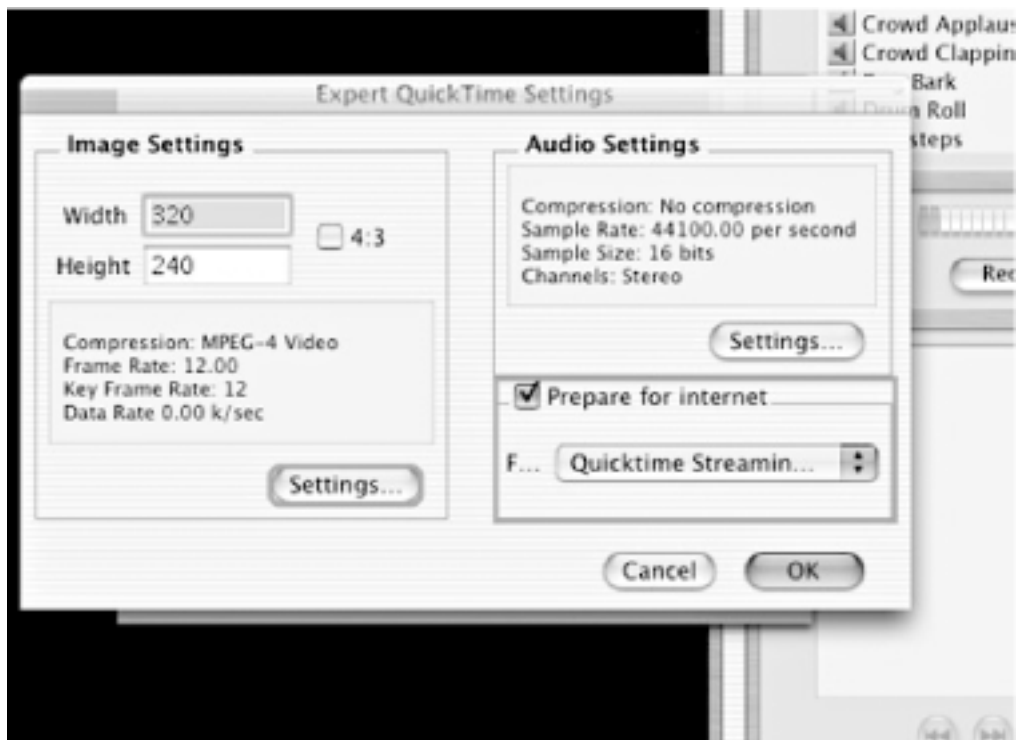 Crowd Applaus
Crowd Clappin
Bark
Drum Roll
steps
Expert QuickTime Settings
Image Settings
Width 320
4:3
Height 240
Compression: MPEG-4 Video
Frame Rate: 12.00
Key Frame Rate: 12
Data Rate 0.00 k/sec
Settings...
Audio Settings
Compression: No compression
Sample Rate: 44100.00 per second
Sample Size: 16 bits
Channels: Stereo
Settings...
Prepare for internet
F... Quicktime Streamin...
Cancel
OK
Rec